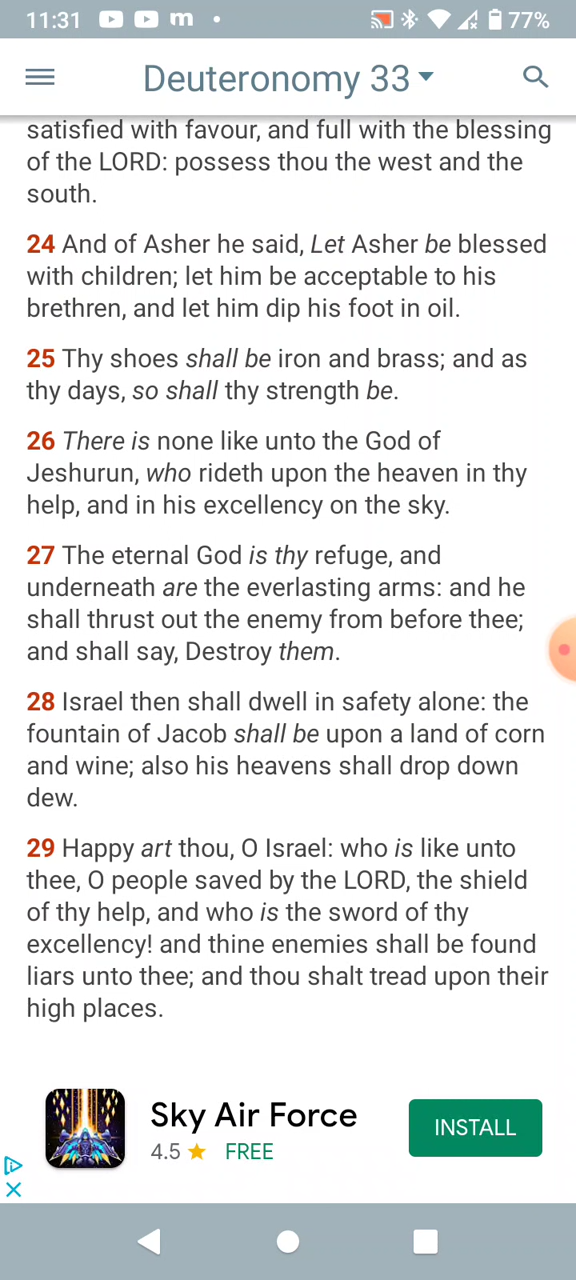 11:31 m 77%
Deuteronomy 33
satisfied with favour, and full with the blessing
of the LORD: possess thou the west and the
south.
24 And of Asher he said, Let Asher be blessed
with children; let him be acceptable to his
brethren, and let him dip his foot in oil.
25 Thy shoes shall be iron and brass; and as
thy days, so shall thy strength be.
26 There is none like unto the God of
Jeshurun, who rideth upon the heaven in thy
help, and in his excellency on the sky.
27 The eternal God is thy refuge, and
underneath are the everlasting arms: and he
shall thrust out the enemy from before thee;
and shall say, Destroy them.
28 Israel then shall dwell in safety alone: the
fountain of Jacob shall be upon a land of corn
and wine; also his heavens shall drop down
dew.
29 Happy art thou, O Israel: who is like unto
thee, O people saved by the LORD, the shield
of thy help, and who is the sword of thy
excellency! and thine enemies shall be found
liars unto thee; and thou shalt tread upon their
high places.
Sky Air Force
4.5 ★ FREE
INSTALL